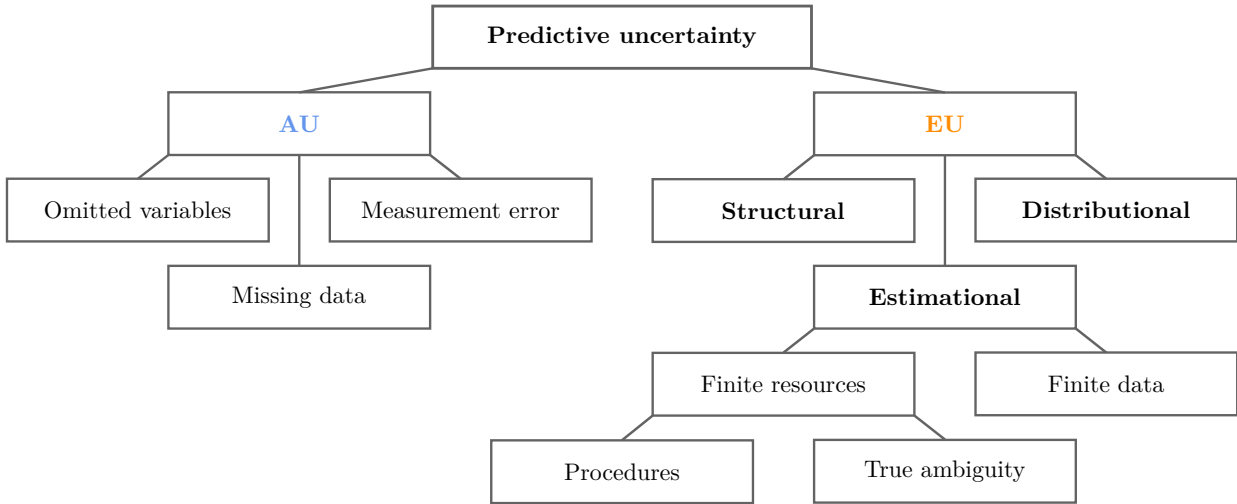 Predictive uncertainty
AU
EU
Omitted variables
Measurement error
Structural
Distributional
Missing data
Estimational
Finite resources
Finite data
Procedures
True ambiguity